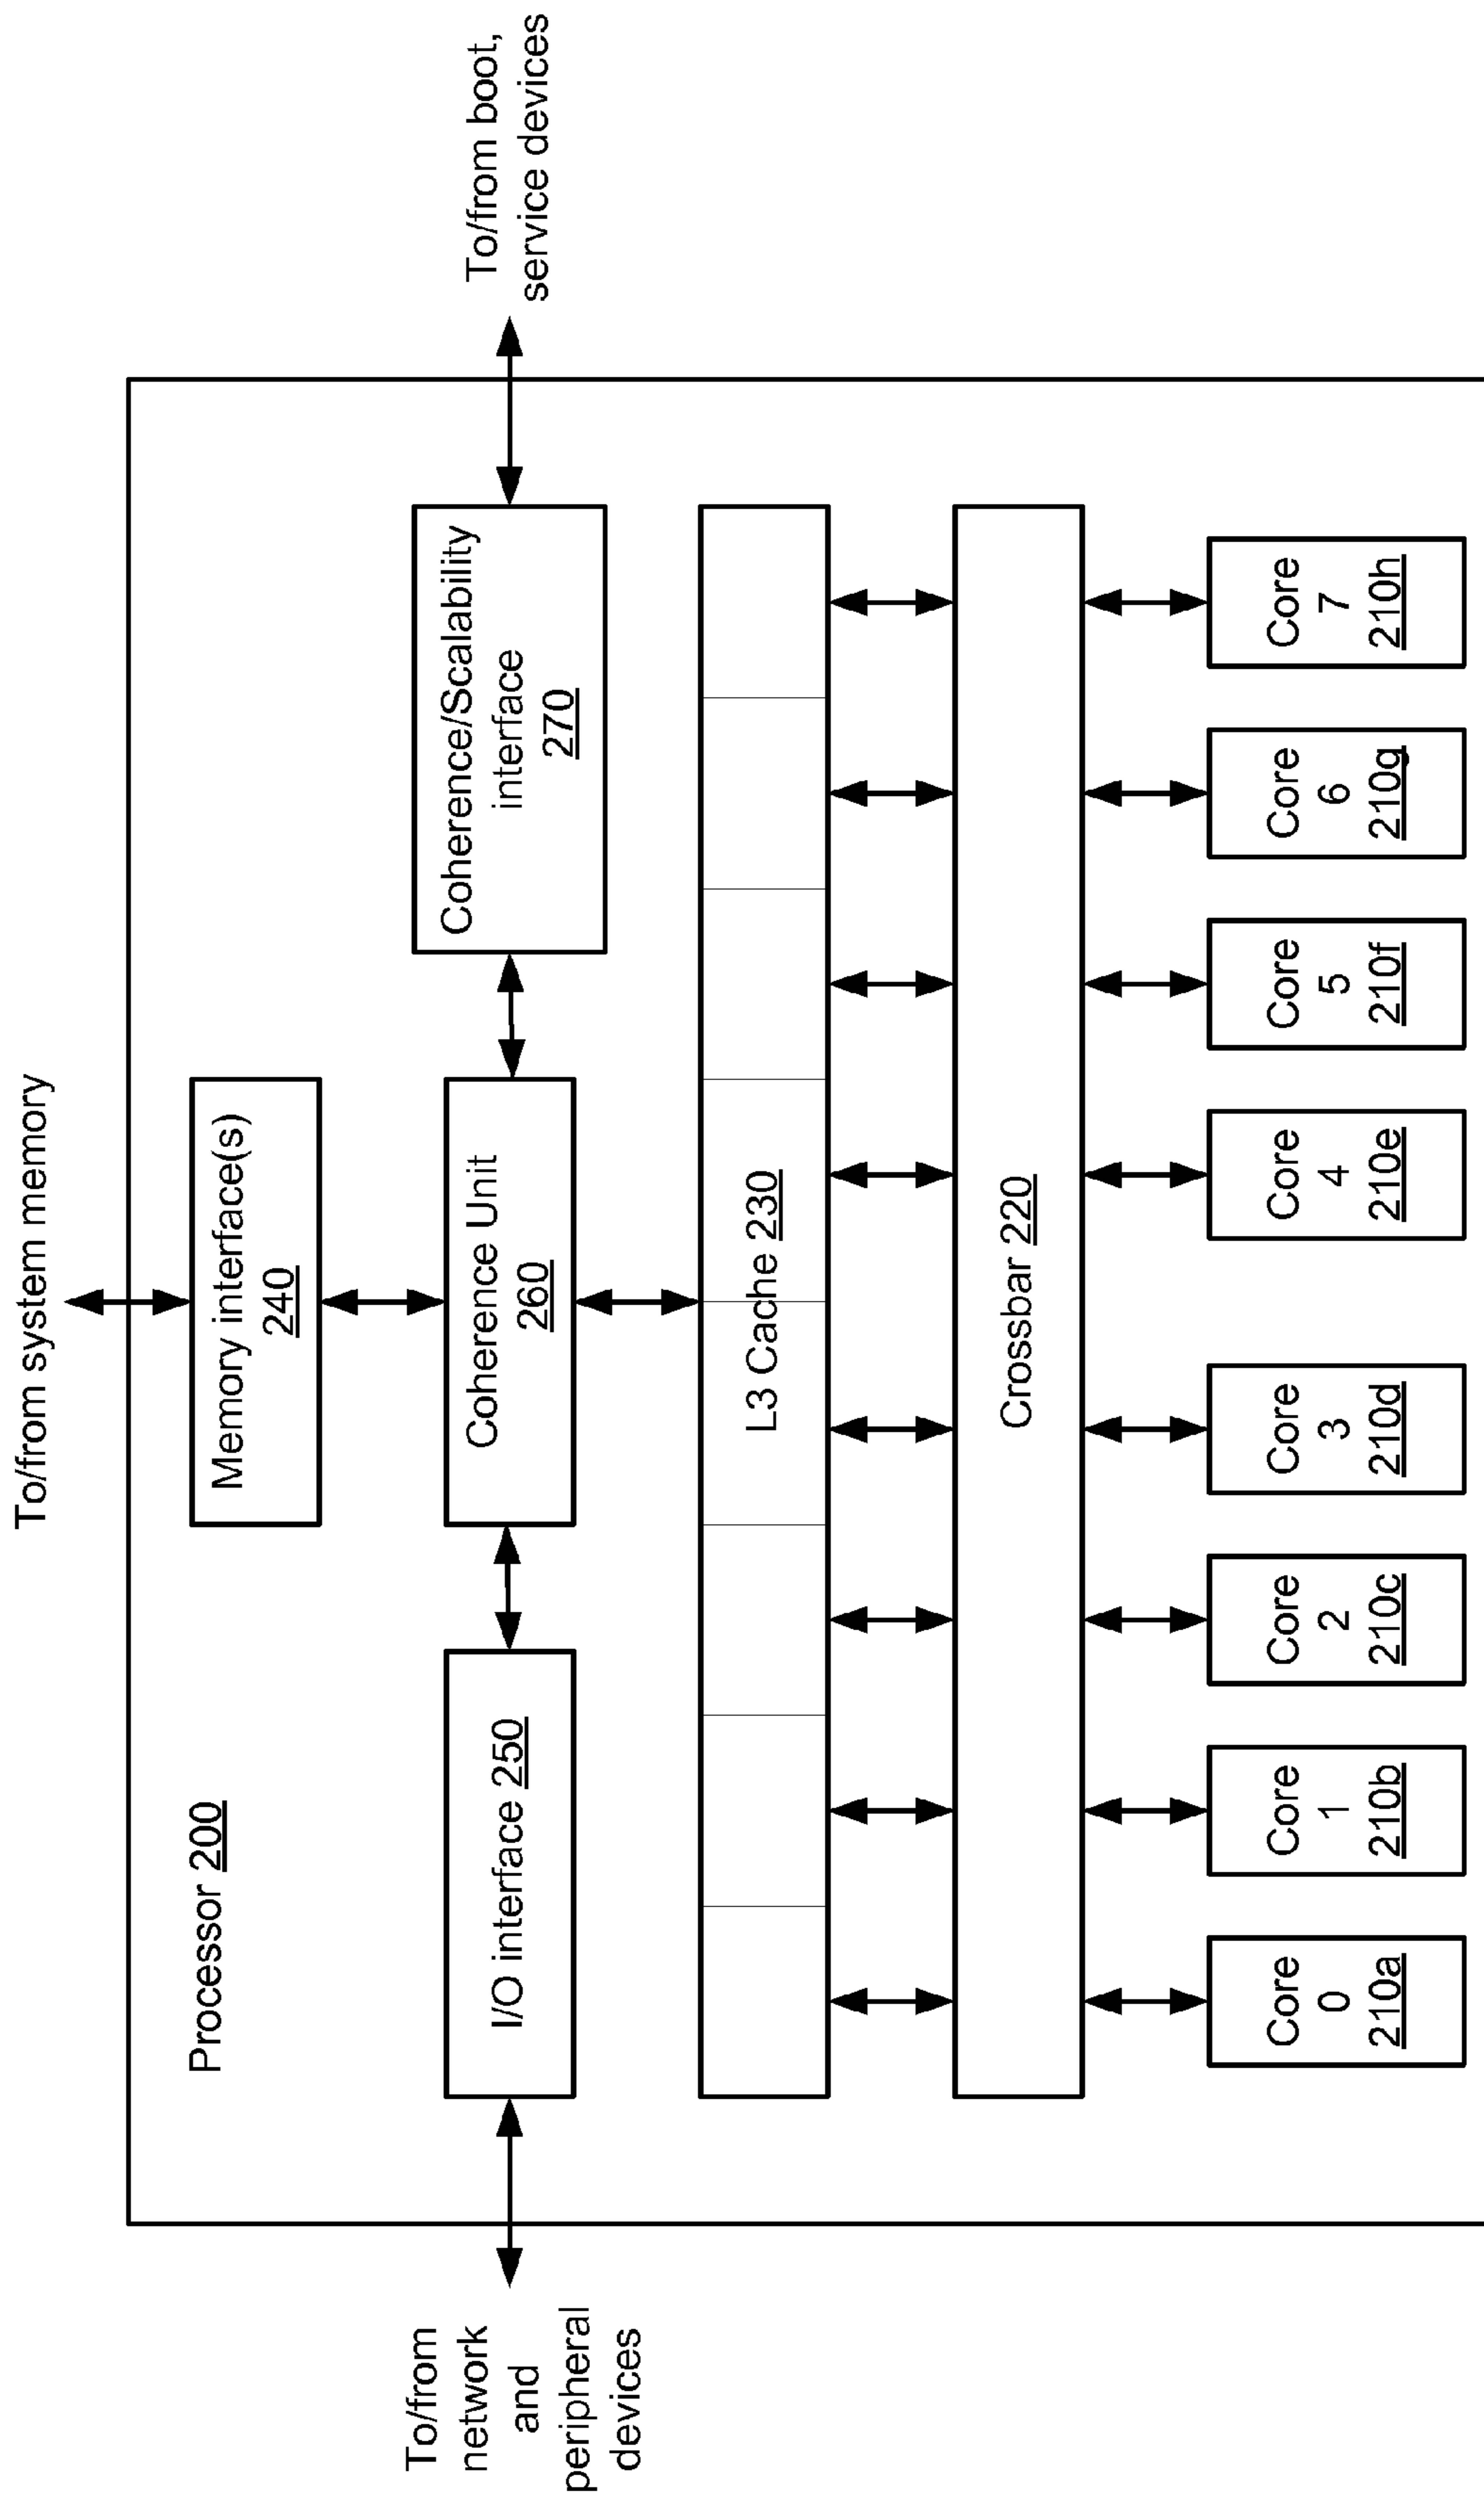 To/from system memory
Processor 200
Memory interface(s)
240
To/from
network
and
peripheral
devices
I/O interface 250
Coherence Unit
260
Coherence/Scalability
interface
270
To/from boot,
service devices
L3 Cache 230
Crossbar 220
Core
0
210a
Core
1
210b
Core
2
210c
Core
3
210d
Core
4
210e
Core
5
210f
Core
6
210g
Core
7
210h